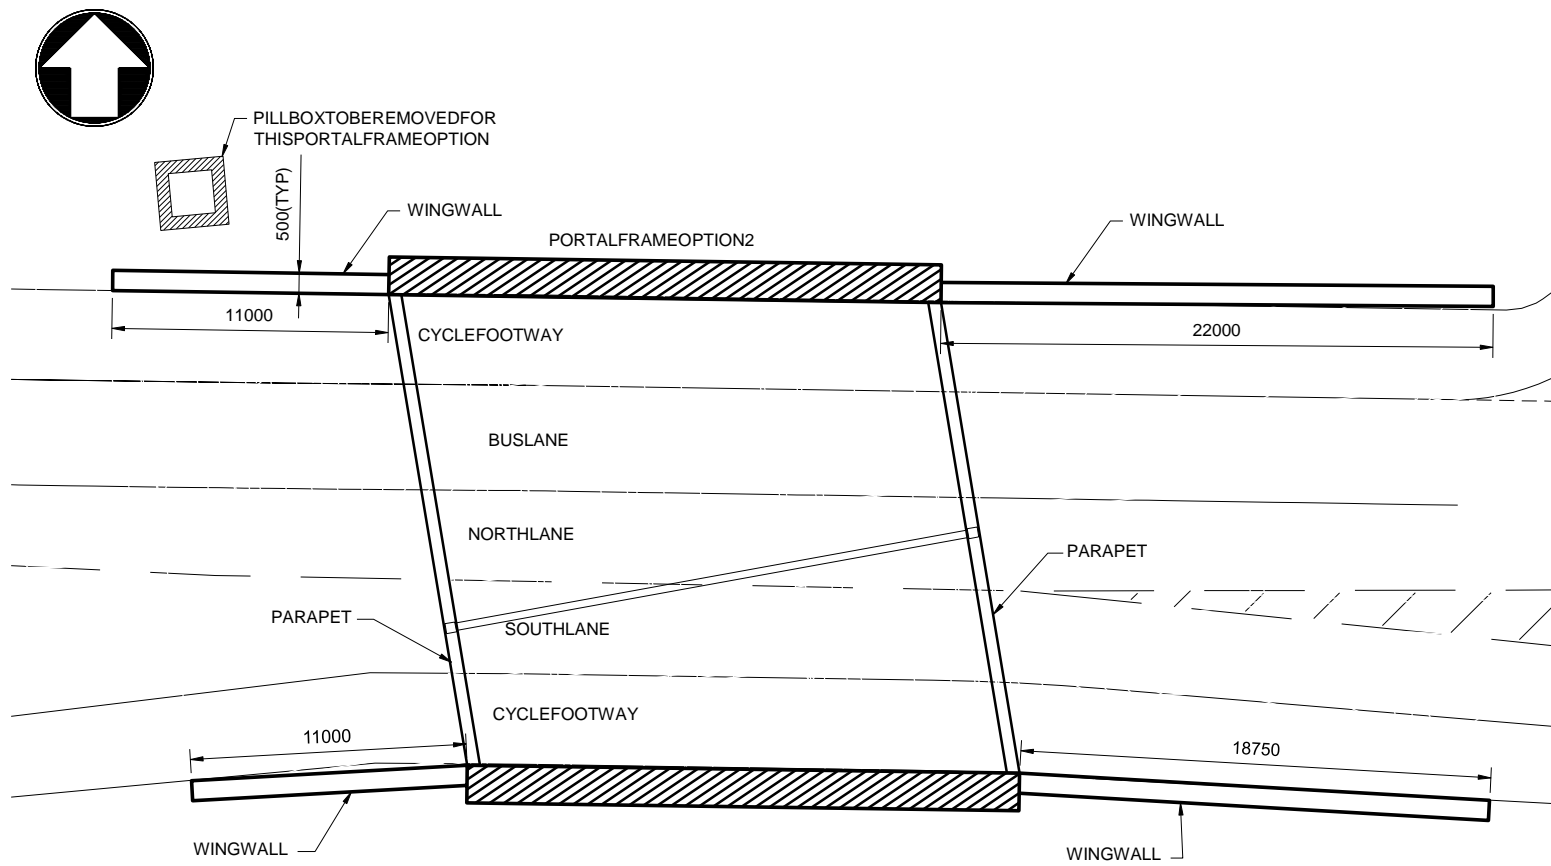 PILLBOXTOBEREMOVEDFOR
THISPORTALFRAMEOPTION
500(TYP)
WINGWALL
WINGWALL
PORTALFRAMEOPTION2
11000
22000
CYCLEFOOTWAY
BUSLANE
NORTHLANE
PARAPET
PARAPET
SOUTHLANE
CYCLEFOOTWAY
11000
18750
WINGWALL
WINGWALL